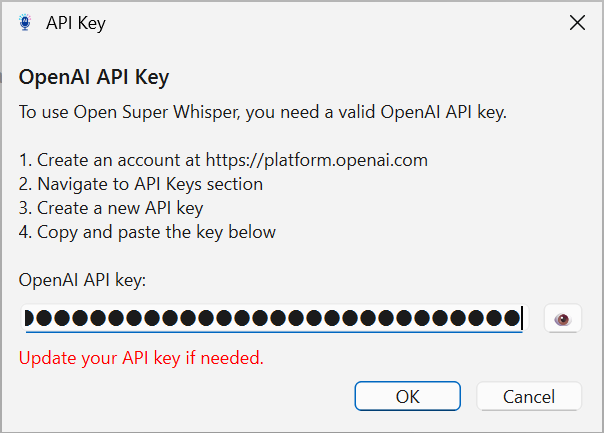 API Key
OpenAI API Key
To use Open Super Whisper, you need a valid OpenAI API key.
1. Create an account at https://platform.openai.com
2. Navigate to API Keys section
3. Create a new API key
4. Copy and paste the key below
OpenAI API key:
Update your API key if needed.
OK Cancel